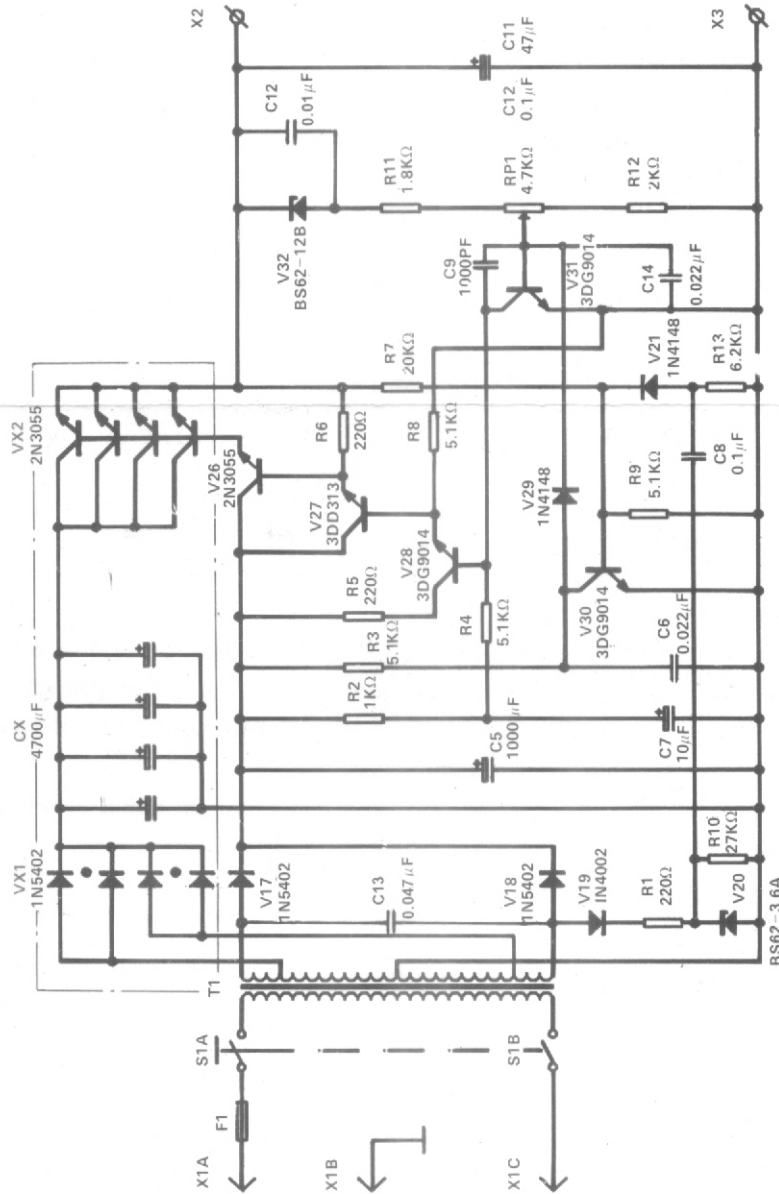 X1A
X1B
X1C
F1
S1A
S1B
T1
VX1
1N5402
CX
4700µF
VX2
2N3055
V17
1N5402
C13
0.047µF
V18
1N5402
V19
IN4002
R1
220Ω
V20
BS62-3.6A
R10
27KΩ
C5
1000µF
C7
10µF
R2
1KΩ
R3
5.1KΩ
R5
220Ω
R4
5.1KΩ
V26
2N3055
V27
3DD313
V28
3DG9014
R6
220Ω
R7
20KΩ
R8
5.1KΩ
V29
1N4148
V30
3DG9014
C6
0.022µF
R9
5.1KΩ
C8
0.1µF
V21
1N4148
R13
6.2KΩ
C9
1000PF
V31
3DG9014
C14
0.022µF
V32
BS62-12B
C12
0.01µF
R11
1.8KΩ
RP1
4.7KΩ
R12
2KΩ
C12
0.1µF
C11
47µF
X2
X3